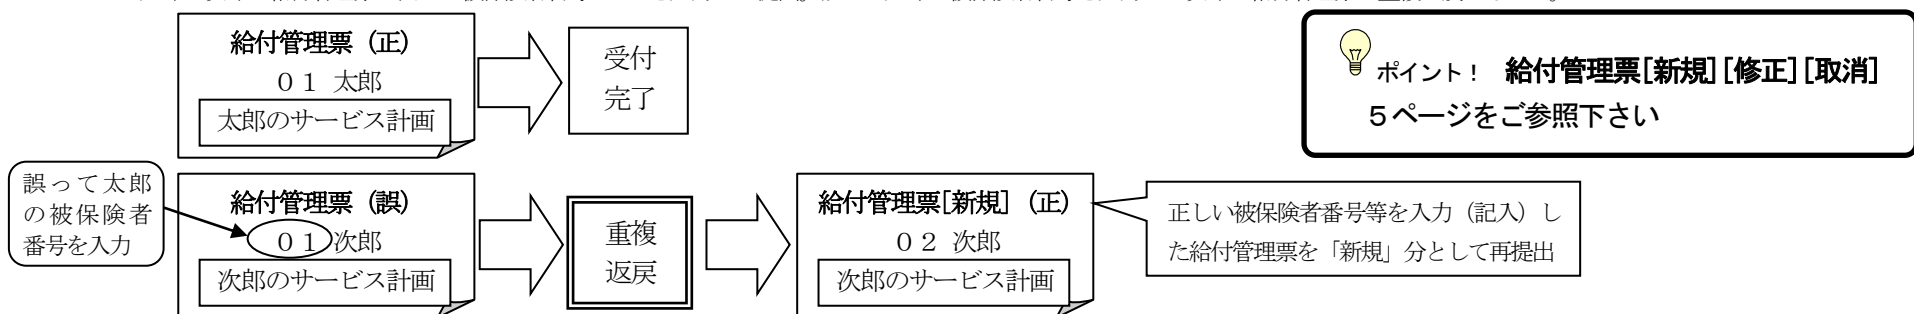 給付管理票（正）
０１ 太郎
太郎のサービス計画
受付
完了
ポイント！ 給付管理票[新規][修正][取消]
５ページをご参照下さい
誤って太郎
の被保険者
番号を入力
給付管理票（誤）
０１ 次郎
次郎のサービス計画
重複
返戻
給付管理票[新規]（正）
０２ 次郎
次郎のサービス計画
正しい被保険者番号等を入力（記入）し
た給付管理票を「新規」分として再提出